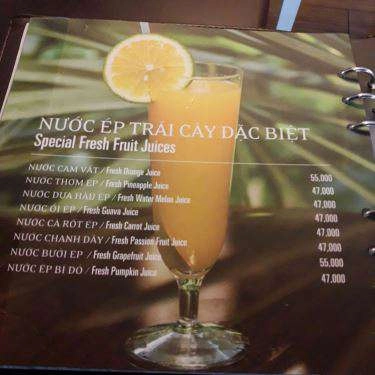 NƯỚC ÉP TRÁI CÂY ĐẶC BIỆT
Special Fresh Fruit Juices
NƯỚC CAM VẮT / Fresh Orange Juice 55,000
NƯỚC THƠM ÉP / Fresh Pineapple Juice 47,000
NƯỚC DƯA HẤU ÉP / Fresh Water Melon Juice 47,000
NƯỚC ỔI ÉP / Fresh Guava Juice 47,000
NƯỚC CÀ RỐT ÉP / Fresh Carrot Juice 47,000
NƯỚC CHANH DÂY / Fresh Passion Fruit Juice 47,000
NƯỚC BƯỞI ÉP / Fresh Grapefruit Juice 55,000
NƯỚC ÉP BÍ ĐỎ / Fresh Pumpkin Juice 47,000